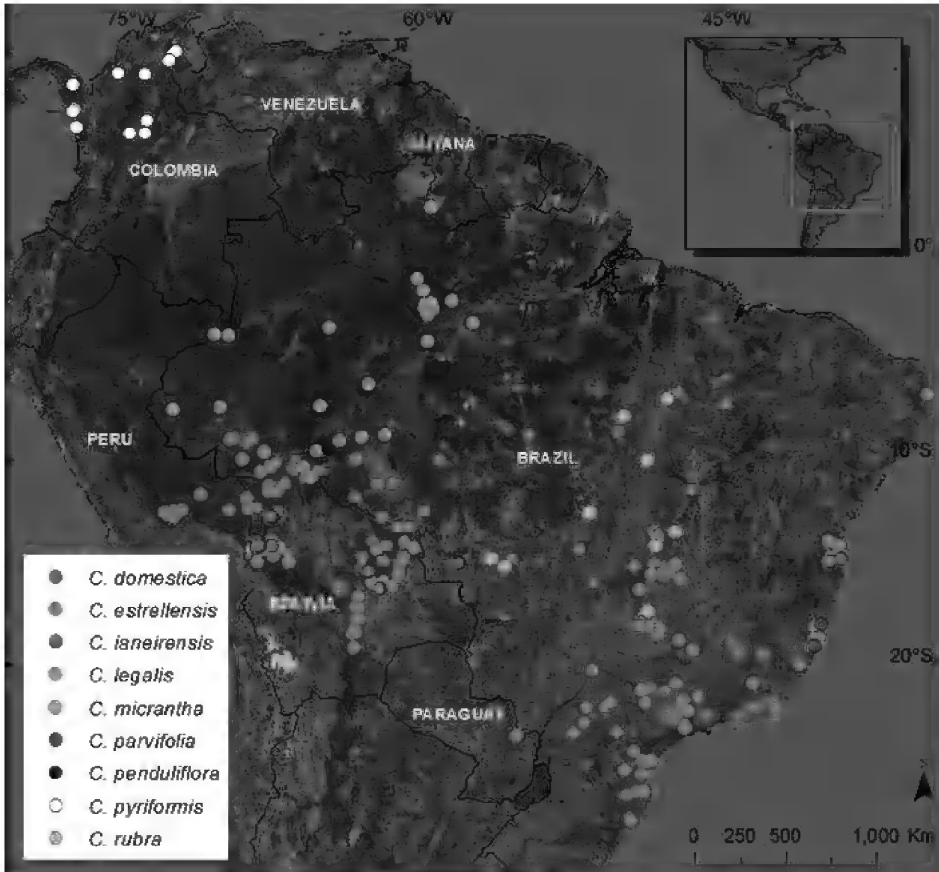 75°W 60°W 45°W
VENEZUELA
COLOMBIA
0°
PERU
BRAZIL
10°S
C. domestica
C. estrellensis
C. ianeirensis
C. legalis
C. micrantha
C. parvifolia
C. penduliflora
C. pyriformis
C. rubra
20°S
PARAGUAY
0 250 500 1,000 Km